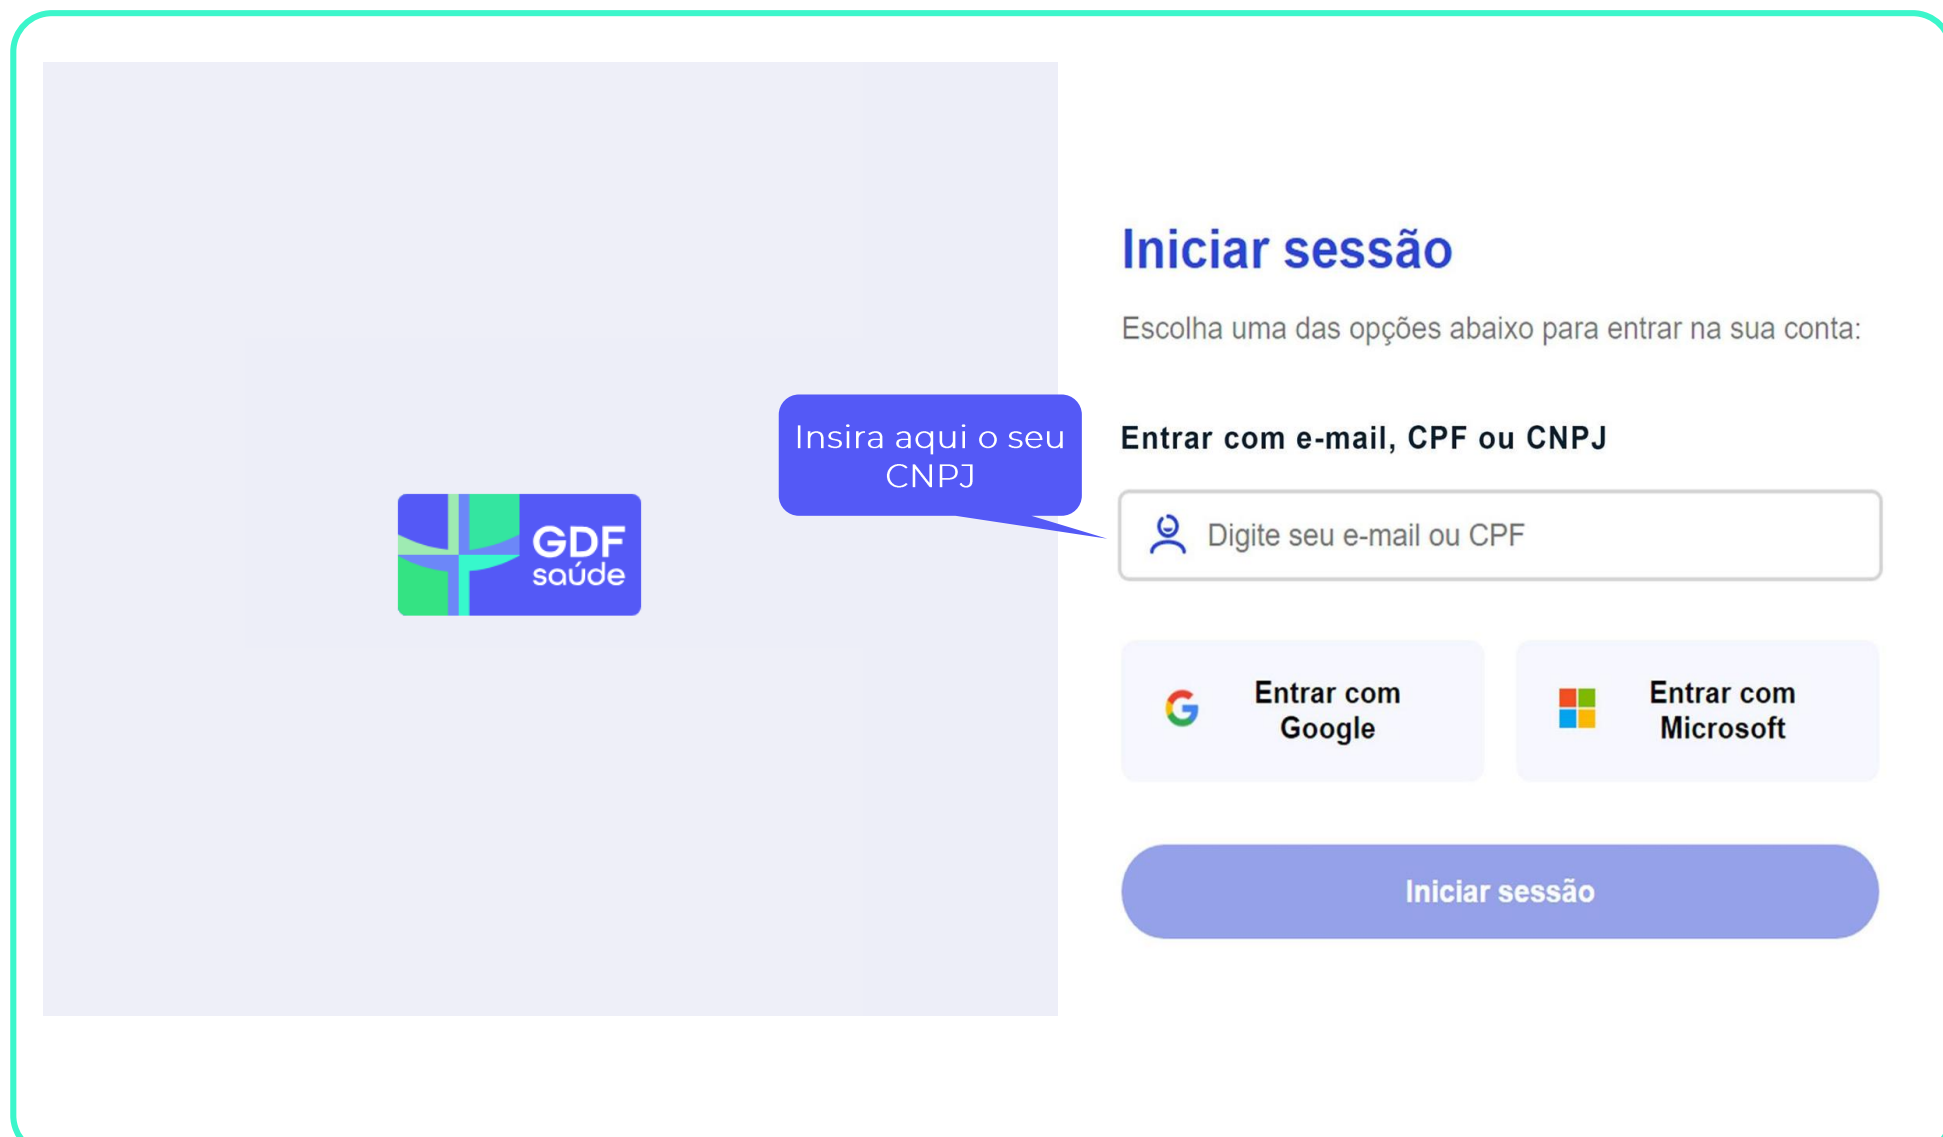 GDF
saúde
Insira aqui o seu
CNPJ
Iniciar sessão
Escolha uma das opções abaixo para entrar na sua conta:
Entrar com e-mail, CPF ou CNPJ
Digite seu e-mail ou CPF
Entrar com
Google
Entrar com
Microsoft
Iniciar sessão